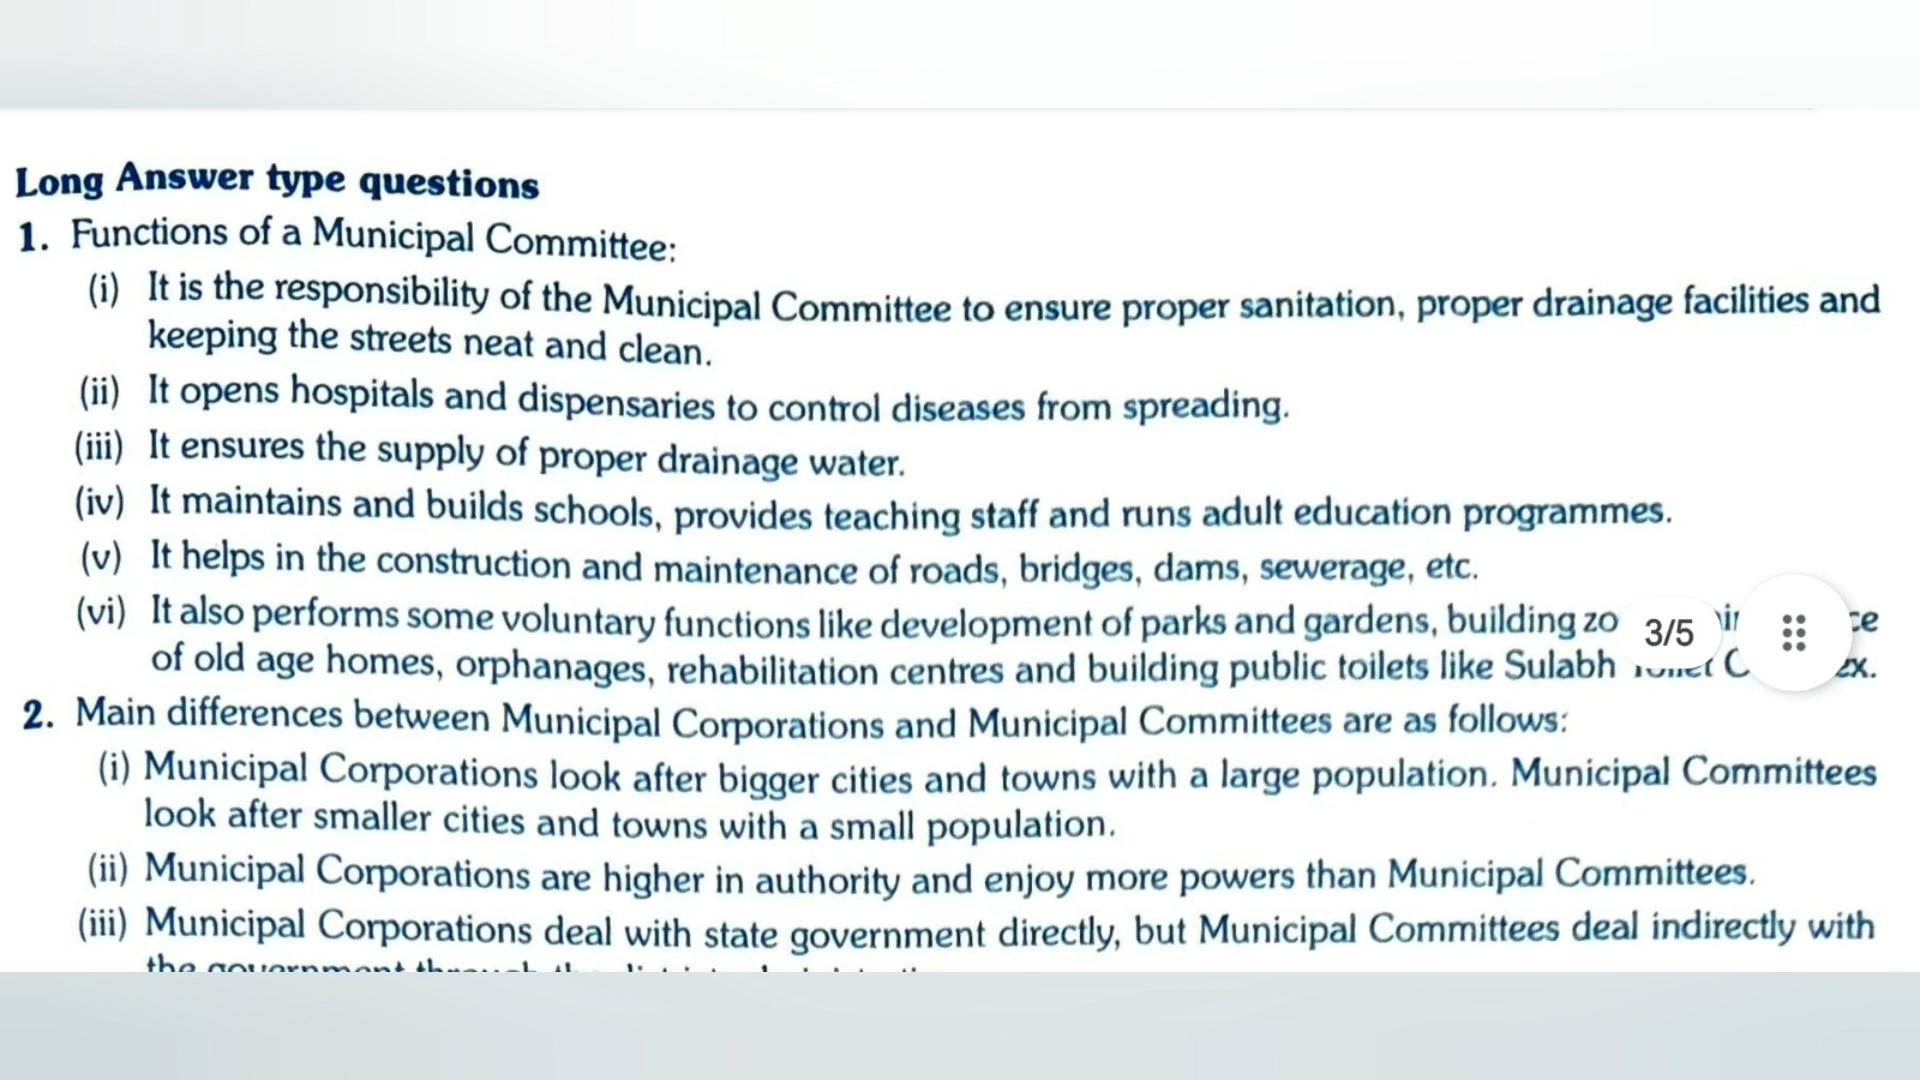 Long Answer type questions
1. Functions of a Municipal Committee:
(i) It is the responsibility of the Municipal Committee to ensure proper sanitation, proper drainage facilities and
keeping the streets neat and clean.
(ii) It opens hospitals and dispensaries to control diseases from spreading.
(iii) It ensures the supply of proper drainage water.
(iv) It maintains and builds schools, provides teaching staff and runs adult education programmes.
(v) It helps in the construction and maintenance of roads, bridges, dams, sewerage, etc.
(vi) It also performs some voluntary functions like development of parks and gardens, building
3/5
of old age homes, orphanages, rehabilitation centres and building public toilets like Sulabh
2. Main differences between Municipal Corporations and Municipal Committees are as follows:
(i) Municipal Corporations look after bigger cities and towns with a large population. Municipal Committees
look after smaller cities and towns with a small population.
(ii) Municipal Corporations are higher in authority and enjoy more powers than Municipal Committees.
(iii) Municipal Corporations deal with state government directly, but Municipal Committees deal indirectly with
the government through the